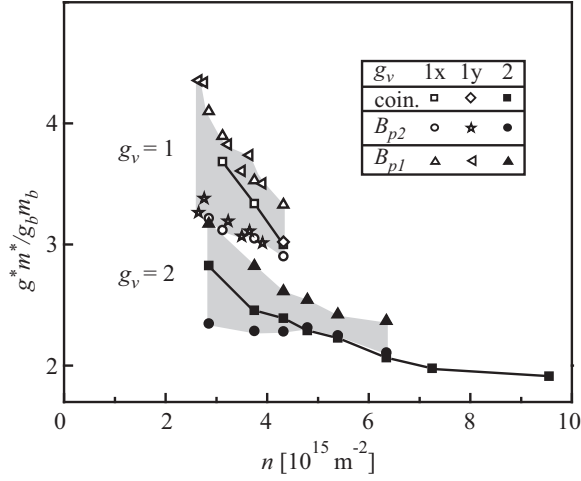 g_v 1x 1y 2
coin.
B_p2
B_p1
4
3
2
g_v = 1
g_v = 2
g*m*/g_b m_b
0 2 4 6 8 10
n [10^15 m^-2]